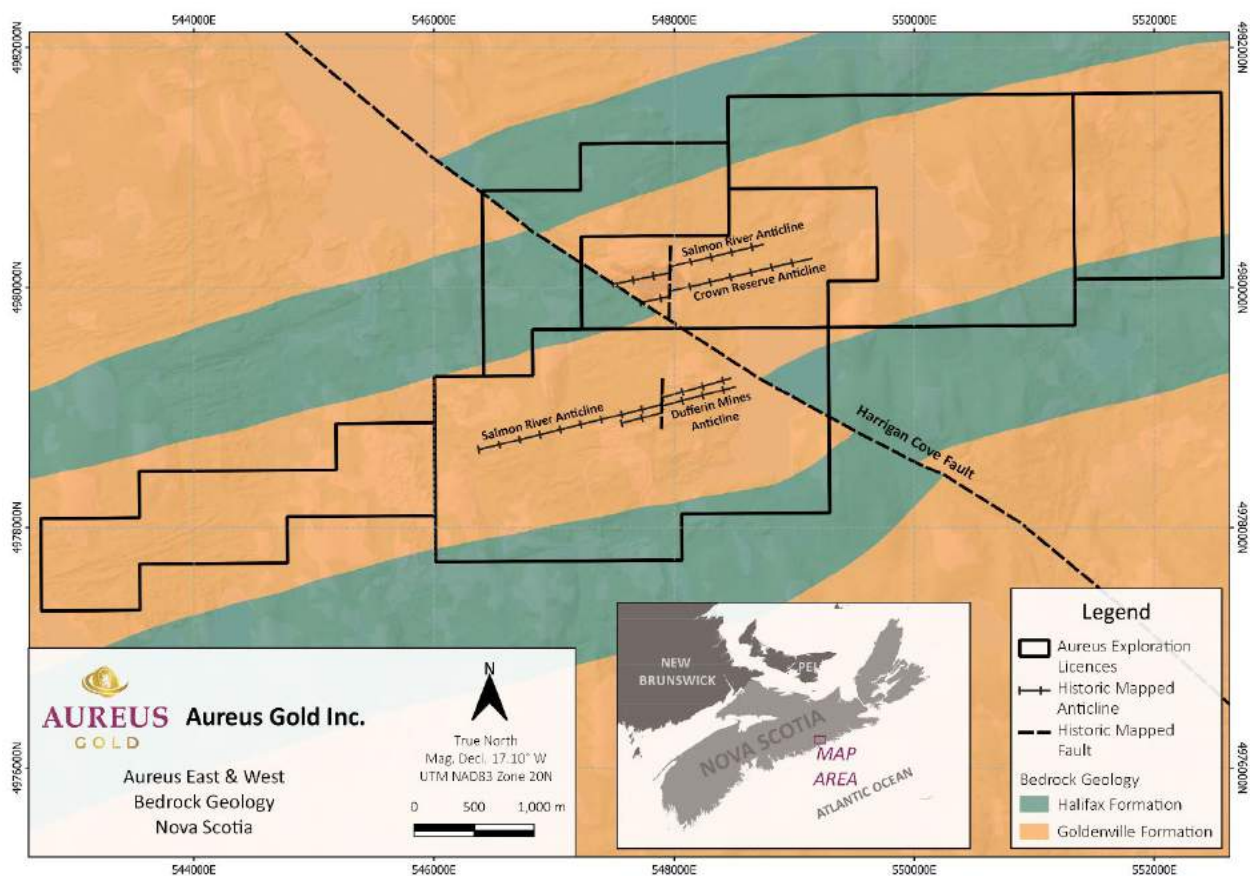 544000E
546000E
548000E
550000E
552000E
4982000N
4982000N
4980000N
4980000N
4978000N
4978000N
4976000N
4976000N
Salmon River Anticline
Crown Reserve Anticline
Salmon River Anticline
Dufferin Mines
Anticline
Harrigan Cove Fault
AUREUS
GOLD
Aureus Gold Inc.
Aureus East & West
Bedrock Geology
Nova Scotia
N
True North
Mag. Decl. 17.10° W
UTM NAD83 Zone 20N
0
500
1,000 m
NEW
BRUNSWICK
PEI
NOVA SCOTIA
MAP
AREA
ATLANTIC OCEAN
Legend
Aureus Exploration
Licences
Historic Mapped
Anticline
Historic Mapped
Fault
Bedrock Geology
Halifax Formation
Goldenville Formation
544000E
546000E
548000E
550000E
552000E